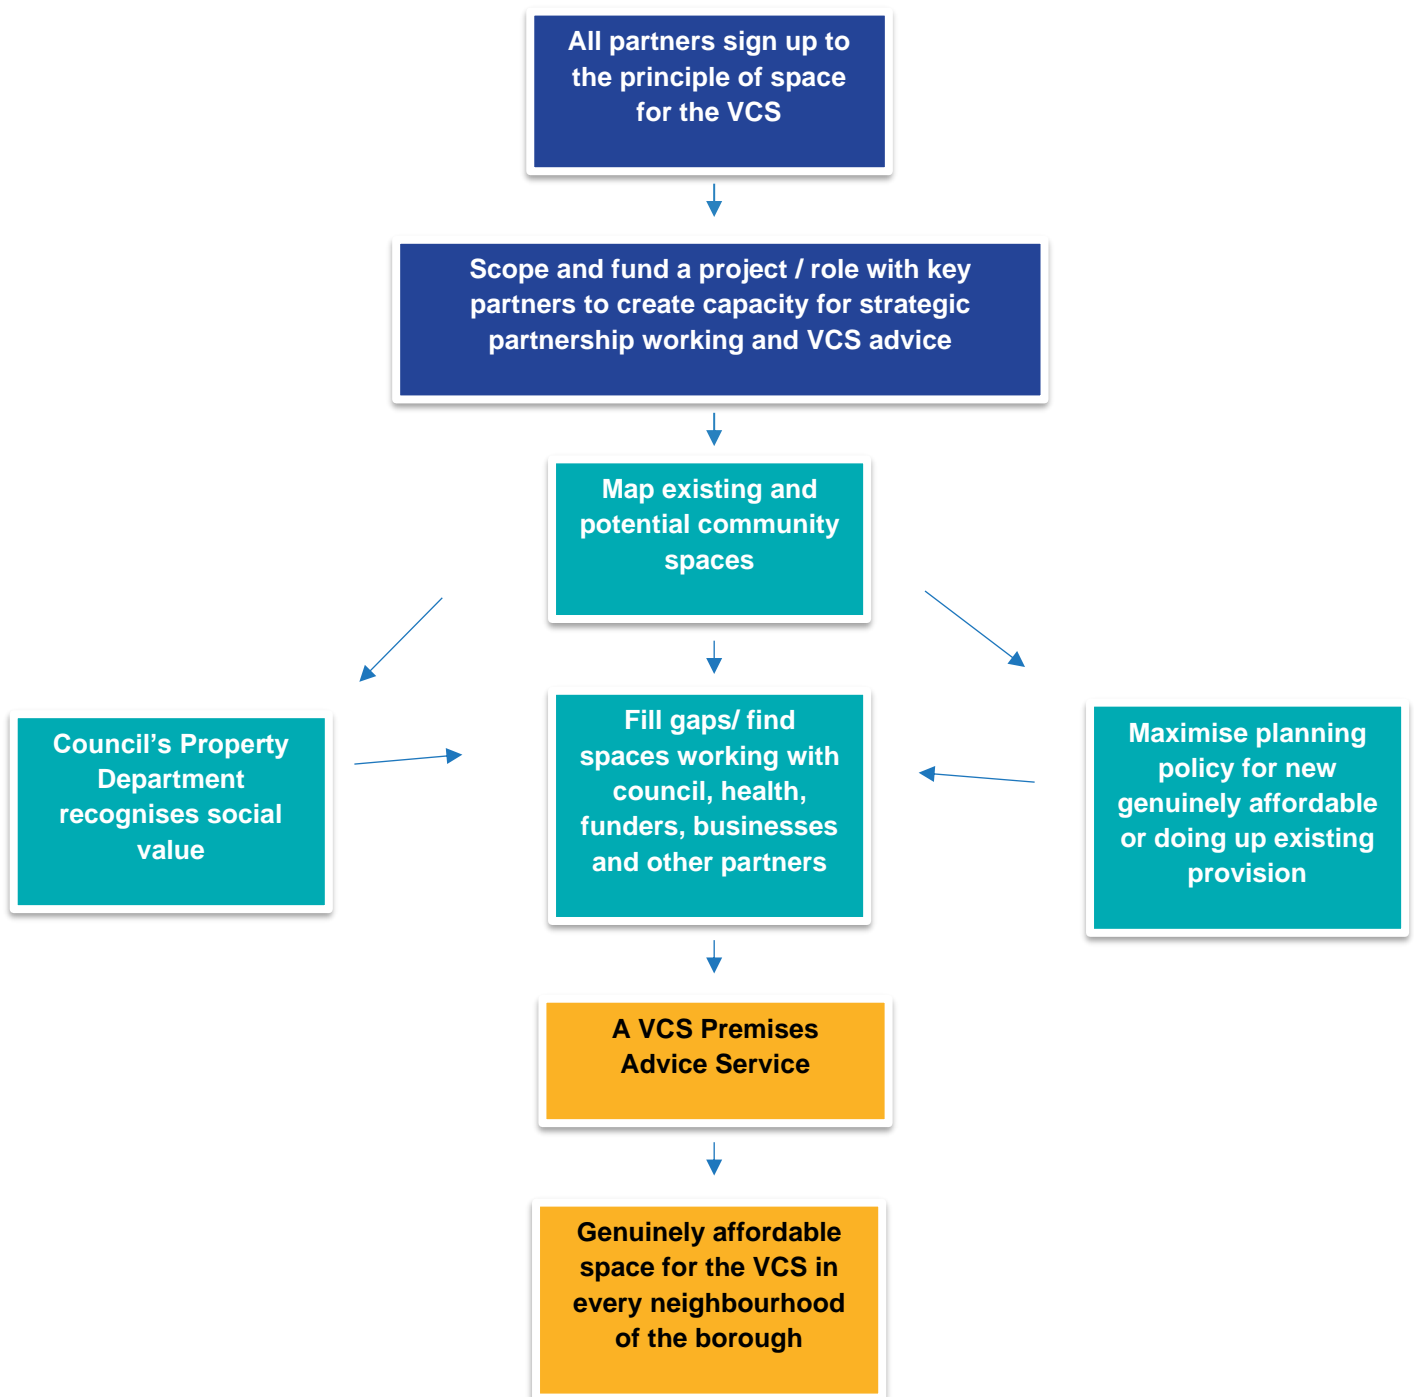 All partners sign up to
the principle of space
for the VCS
Scope and fund a project / role with key
partners to create capacity for strategic
partnership working and VCS advice
Map existing and
potential community
spaces
Council’s Property
Department
recognises social
value
Fill gaps/ find
spaces working with
council, health,
funders, businesses
and other partners
Maximise planning
policy for new
genuinely affordable
or doing up existing
provision
A VCS Premises
Advice Service
Genuinely affordable
space for the VCS in
every neighbourhood
of the borough